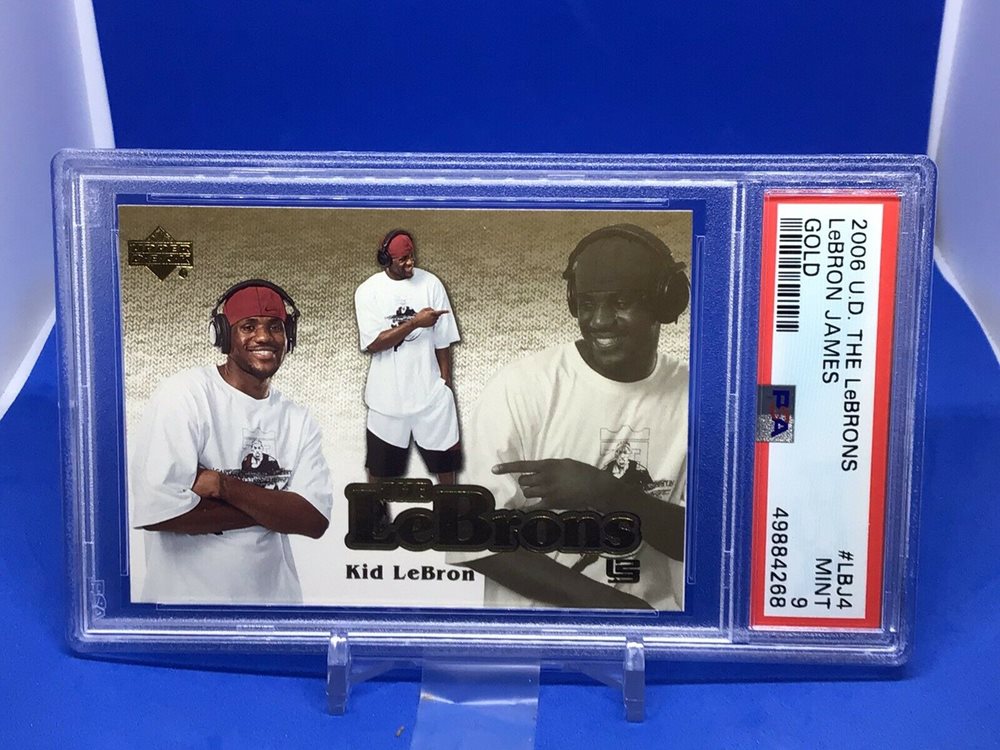 UPPER DECK
THE
LeBrons
Kid LeBron
2006 U.D. THE LeBRONS
LeBRON JAMES
GOLD
#LBJ4
MINT
9
49884268
PSA